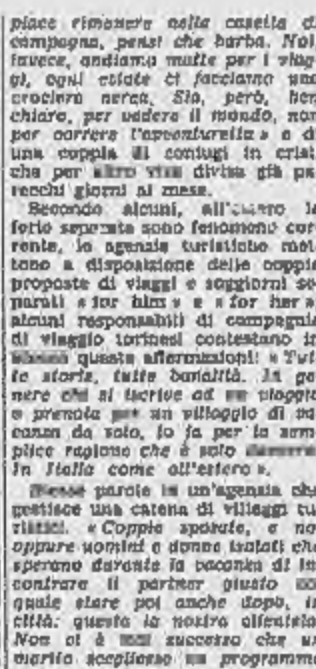 piace rimanere nella casetta di
campagna, pensi che barba. Noi,
invece, andiamo matte per i viag-
gi, ogni estate ci facciamo una
crociera nerca. Sia, però, ben
chiaro, per vedere il mondo, non
per correre l'avventuretta » e di
una coppia di coniugi in crisi
che per vive divisa già pa-
recchi giorni al mese.
Secondo alcuni, all'estero le
ferie separate sono fenomeno cor-
rente, le agenzie turistiche met-
tono a disposizione delle coppie
proposte di viaggi e soggiorni se-
parati « for him » e « for her »;
alcuni responsabili di compagnie
di viaggio torinesi contestano in
queste affermazioni: « Tut-
te storie, tutte banalità. In ge-
nere chi si iscrive ad un viaggio
o prenota per un villaggio di va-
canza da solo, lo fa per la sem-
plice ragione che è solo
in Italia come all'estero ».
Stesse parole in un'agenzia che
gestisce una catena di villaggi tu-
ristici. « Coppie sposate, o no
oppure uomini e donne isolati che
sperano durante la vacanza di in-
contrare il partner giusto con
quale stare poi anche dopo, in
città: questa la nostra clientela.
Non ci è mai successo che un
marito scegliesse un programma